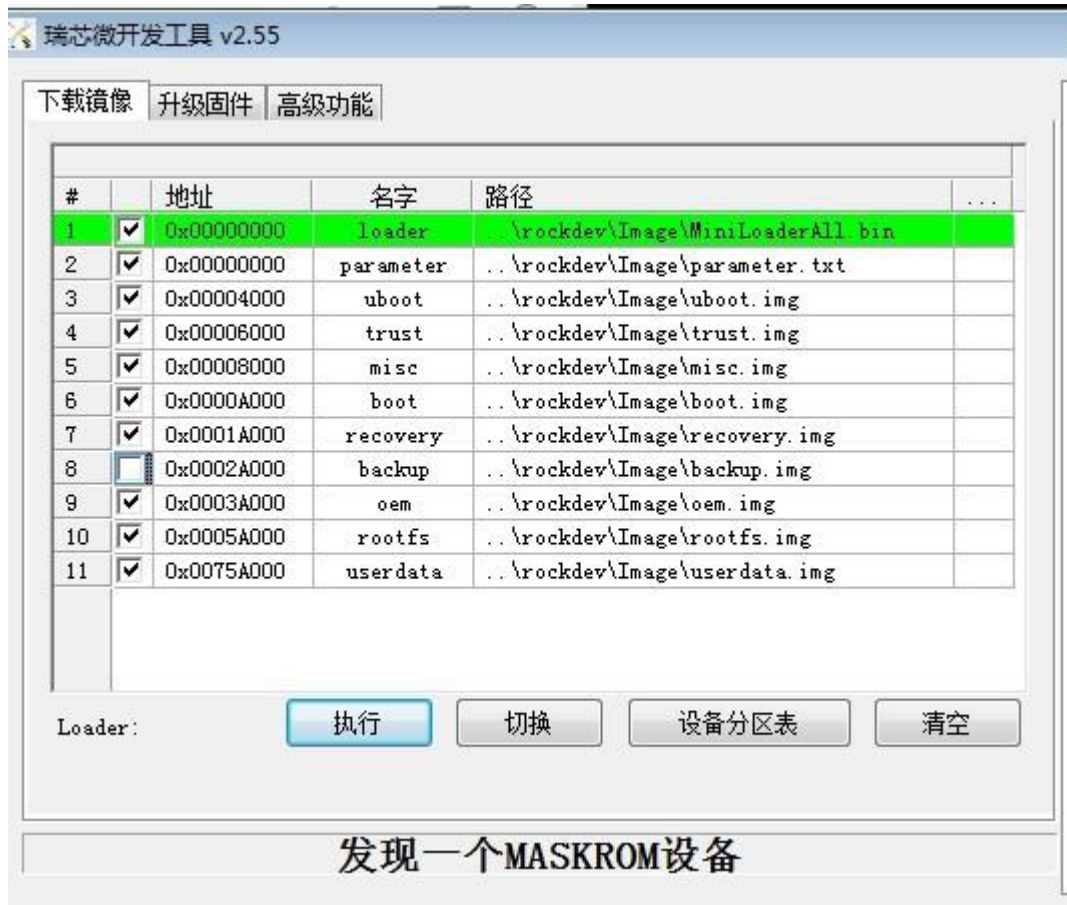 瑞芯微开发工具 v2.55
下载镜像 升级固件 高级功能
# 地址 名字 路径 ...
1 0x00000000 loader ..\rockdev\Image\MiniLoaderAll.bin
2 0x00000000 parameter ..\rockdev\Image\parameter.txt
3 0x00004000 uboot ..\rockdev\Image\uboot.img
4 0x00006000 trust ..\rockdev\Image\trust.img
5 0x00008000 misc ..\rockdev\Image\misc.img
6 0x0000A000 boot ..\rockdev\Image\boot.img
7 0x0001A000 recovery ..\rockdev\Image\recovery.img
8 0x0002A000 backup ..\rockdev\Image\backup.img
9 0x0003A000 oem ..\rockdev\Image\oem.img
10 0x0005A000 rootfs ..\rockdev\Image\rootfs.img
11 0x0075A000 userdata ..\rockdev\Image\userdata.img
Loader: 执行 切换 设备分区表 清空
发现一个MASKROM设备